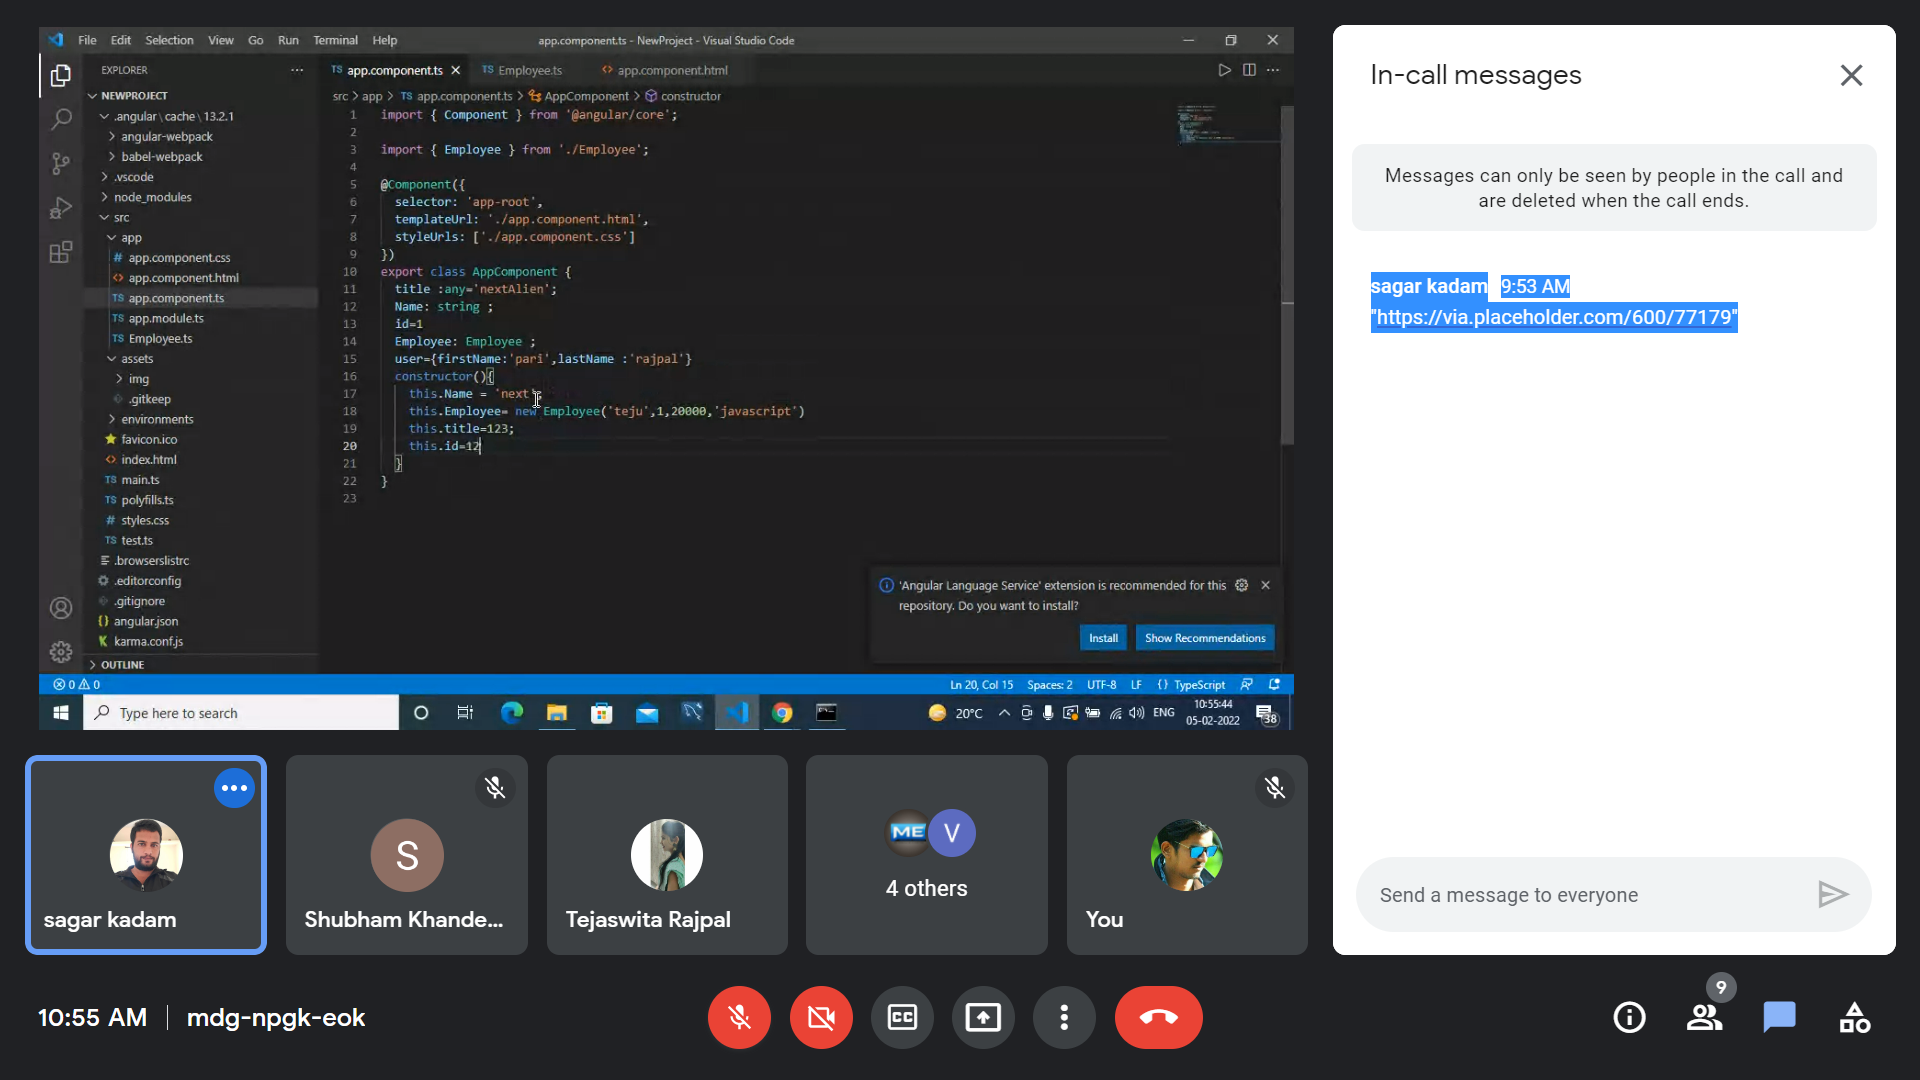 File Edit Selection View Go Run Terminal Help
app.component.ts - NewProject - Visual Studio Code
EXPLORER
NEWPROJECT
.angular \ cache \ 13.2.1
angular-webpack
babel-webpack
.vscode
node_modules
src
app
# app.component.css
<> app.component.html
TS app.component.ts
TS app.module.ts
TS Employee.ts
assets
img
.gitkeep
environments
favicon.ico
<> index.html
TS main.ts
TS polyfills.ts
# styles.css
TS test.ts
.browserslistrc
.editorconfig
.gitignore
{} angular.json
K karma.conf.js
OUTLINE
TS app.component.ts
TS Employee.ts
<> app.component.html
src > app > TS app.component.ts > AppComponent > constructor
1 import { Component } from '@angular/core';
2
3 import { Employee } from './Employee';
4
5 @Component({
6 selector: 'app-root',
7 templateUrl: './app.component.html',
8 styleUrls: ['./app.component.css']
9 })
10 export class AppComponent {
11 title :any='nextAlien';
12 Name: string ;
13 id=1
14 Employee: Employee ;
15 user={firstName:'pari',lastName :'rajpal'}
16 constructor(){
17 this.Name = 'next';
18 this.Employee= new Employee('teju',1,20000,'javascript')
19 this.title=123;
20 this.id=12
21 }
22 }
23
'Angular Language Service' extension is recommended for this
repository. Do you want to install?
Install
Show Recommendations
0 0
Ln 20, Col 15 Spaces: 2 UTF-8 LF {} TypeScript
Type here to search
20°C
ENG
10:55:44
05-02-2022
38
In-call messages
Messages can only be seen by people in the call and
are deleted when the call ends.
sagar kadam 9:53 AM
"https://via.placeholder.com/600/77179"
Send a message to everyone
sagar kadam
S
Shubham Khande...
Tejaswita Rajpal
ME
V
4 others
You
10:55 AM | mdg-npgk-eok
CC
9